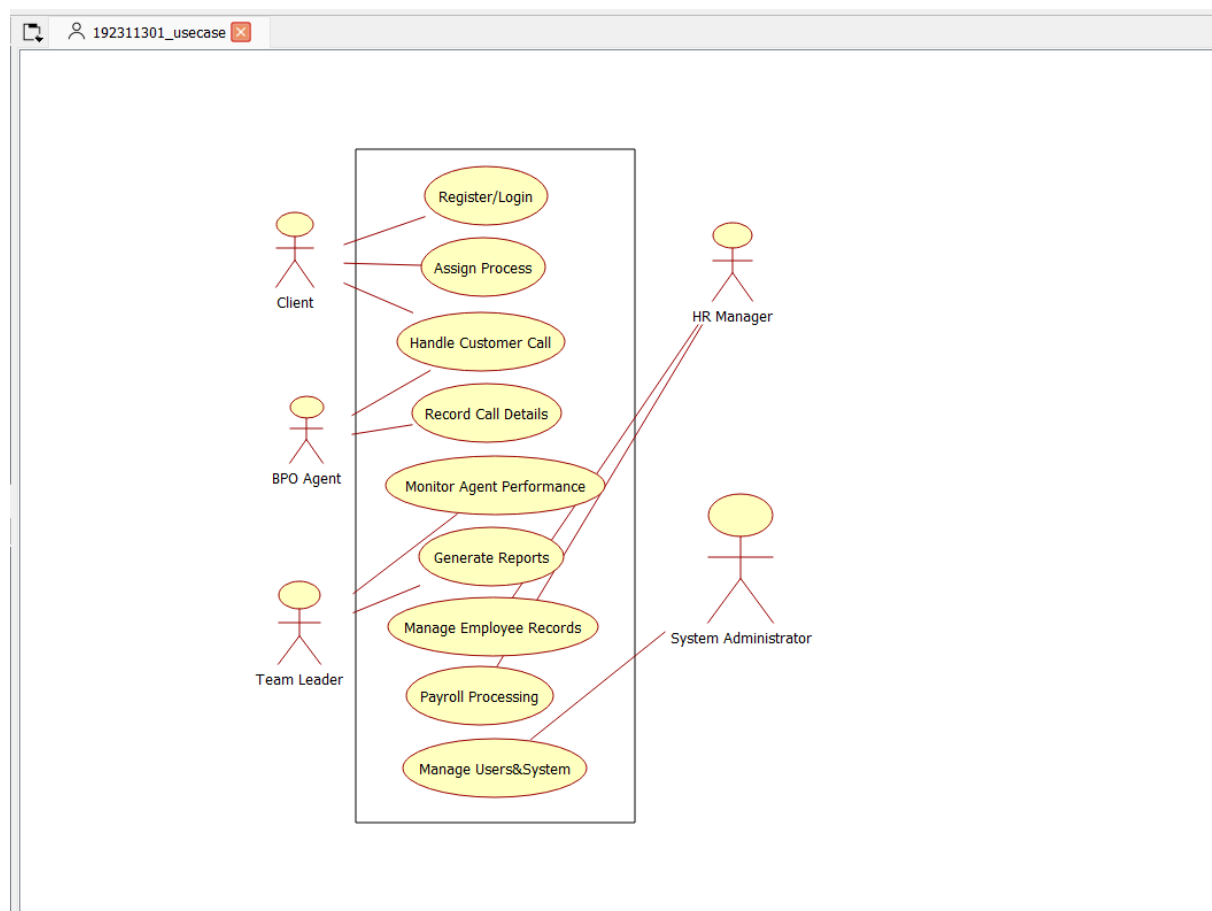 192311301_usecase
Register/Login
Assign Process
Client
HR Manager
Handle Customer Call
Record Call Details
BPO Agent
Monitor Agent Performance
Generate Reports
Manage Employee Records
System Administrator
Team Leader
Payroll Processing
Manage Users&System